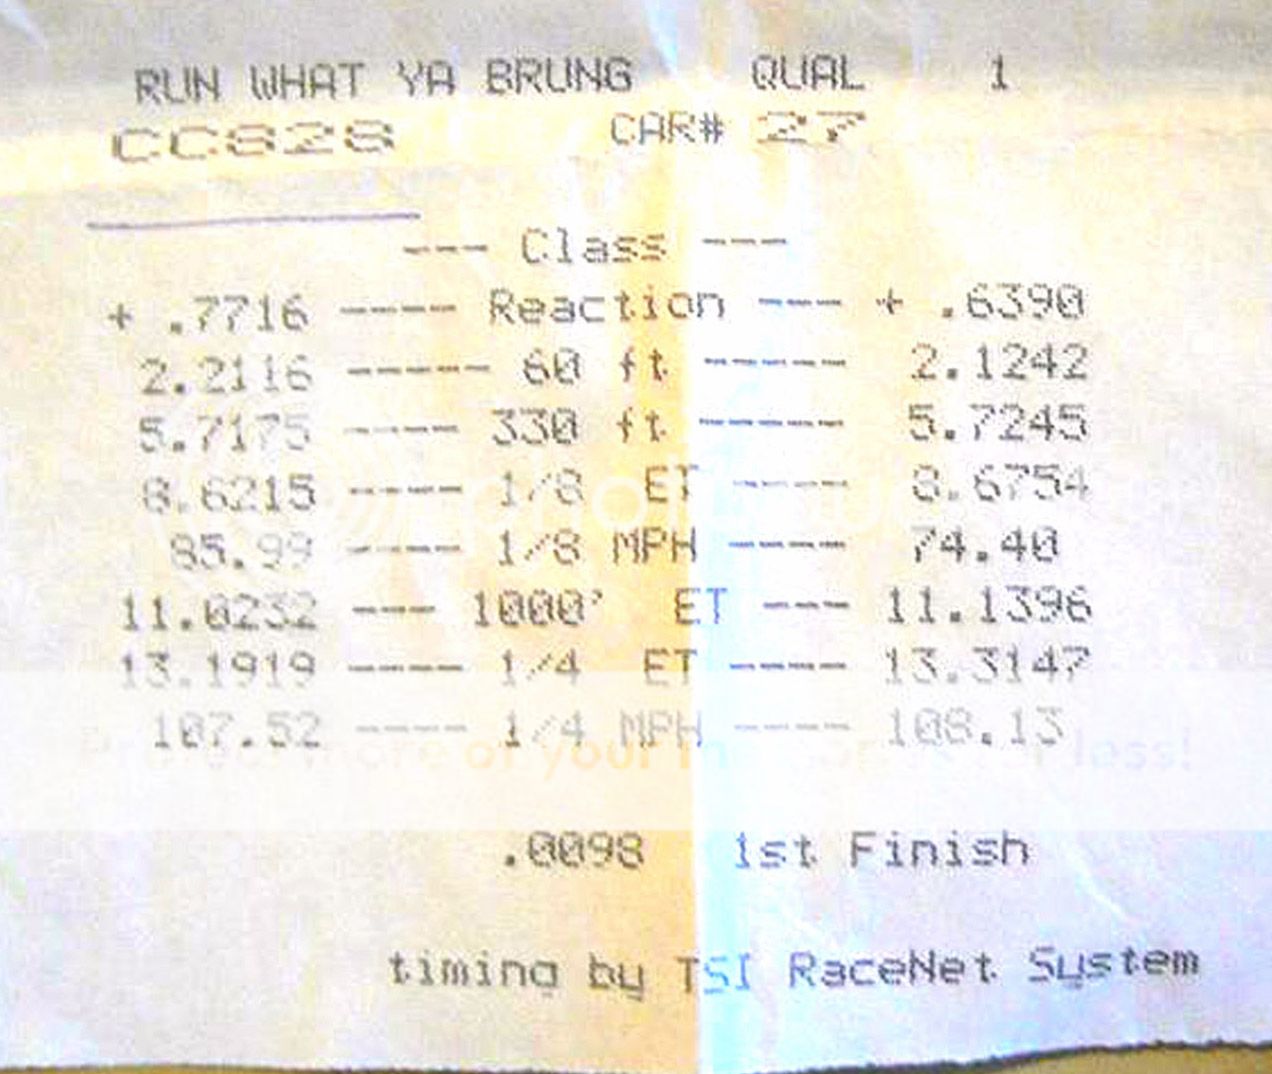 RUN WHAT YA BRUNG QUAL 1
CC828 CAR# 27
--- Class ---
+ .7716 ---- Reaction --- + .6390
2.2116 ----- 60 ft ----- 2.1242
5.7175 ---- 330 ft ----- 5.7245
8.6215 ---- 1/8 ET ---- 8.6754
85.99 ---- 1/8 MPH ---- 74.40
11.0232 --- 1000' ET --- 11.1396
13.1919 ---- 1/4 ET ---- 13.3147
107.52 ---- 1/4 MPH ---- 108.13
of your less!
.0098 1st Finish
timing by TSI RaceNet System